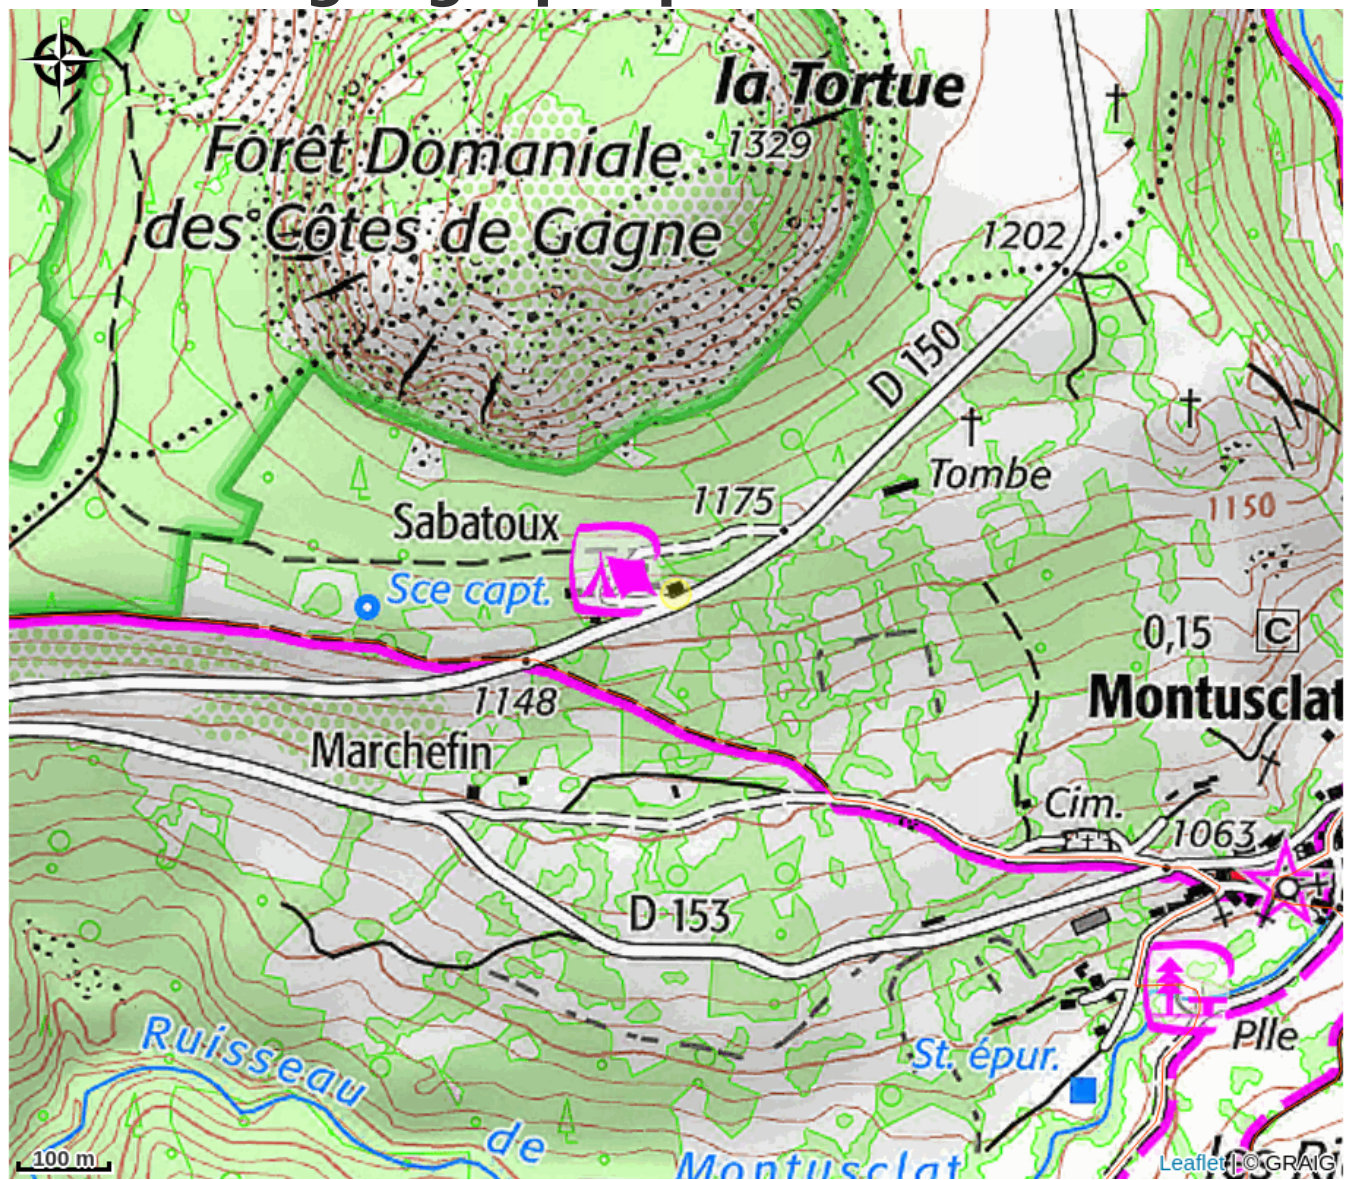 la Tortue
1329
Forêt Domaniale
des Côtes de Gagne
1202
D 150
Tombe
1175
Sabatoux
1150
Sce capt.
0,15 C
Montusclat
1148
Marchefin
Cim.
1063
D 153
Plle
Ruisseau
St. épur.
de
Montusclat
100 m
Leaflet | © GRAIG